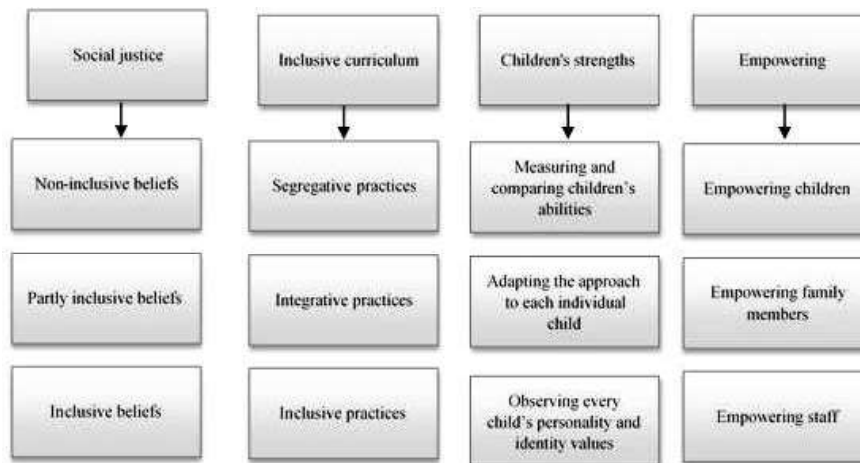 Social justice
Inclusive curriculum
Children's strengths
Empowering
Non-inclusive beliefs
Segregative practices
Measuring and
comparing children's
abilities
Empowering children
Partly inclusive beliefs
Integrative practices
Adapting the approach
to each individual
child
Empowering family
members
Inclusive beliefs
Inclusive practices
Observing every
child's personality and
identity values
Empowering staff